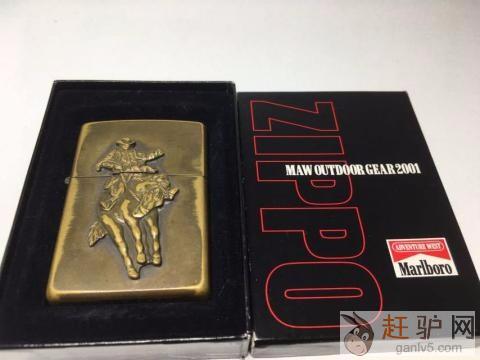 ZIPPO
MAW OUTDOOR GEAR 2001
ADVENTURE WEST
Marlboro
赶驴网
ganlv5.com